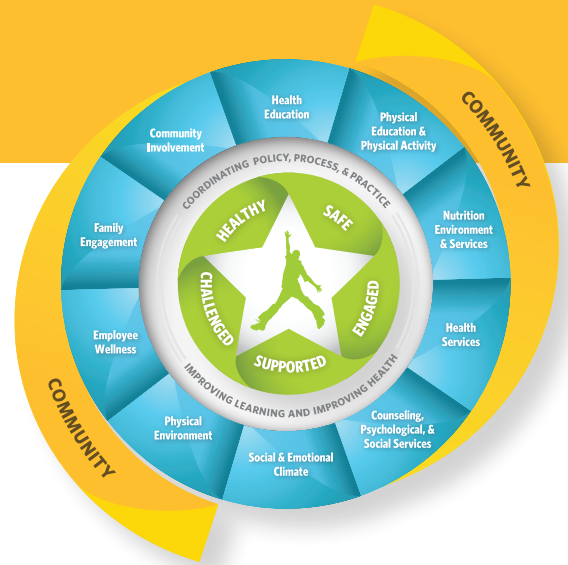 COMMUNITY
Health
Education
Physical
Education &
Physical Activity
Nutrition
Environment
& Services
Health
Services
Counseling,
Psychological, &
Social Services
Social & Emotional
Climate
Physical
Environment
Employee
Wellness
Family
Engagement
Community
Involvement
COORDINATING POLICY, PROCESS, & PRACTICE
IMPROVING LEARNING AND IMPROVING HEALTH
HEALTHY
SAFE
ENGAGED
SUPPORTED
CHALLENGED
COMMUNITY